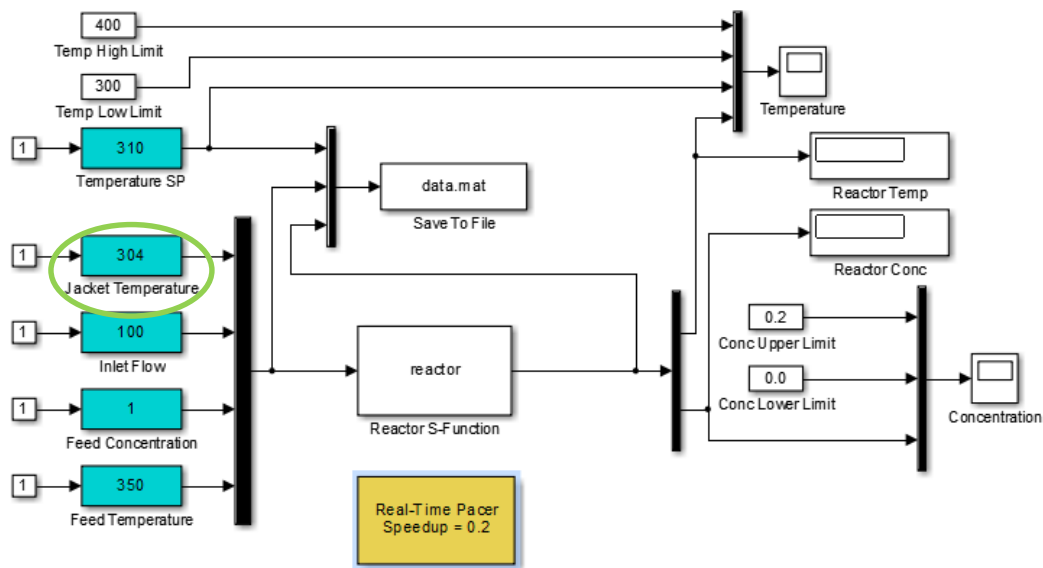 400
Temp High Limit
300
Temp Low Limit
1
310
Temperature SP
Temperature
data.mat
Save To File
Reactor Temp
Reactor Conc
1
304
Jacket Temperature
1
100
Inlet Flow
1
1
Feed Concentration
1
350
Feed Temperature
reactor
Reactor S-Function
0.2
Conc Upper Limit
0.0
Conc Lower Limit
Concentration
Real-Time Pacer
Speedup = 0.2